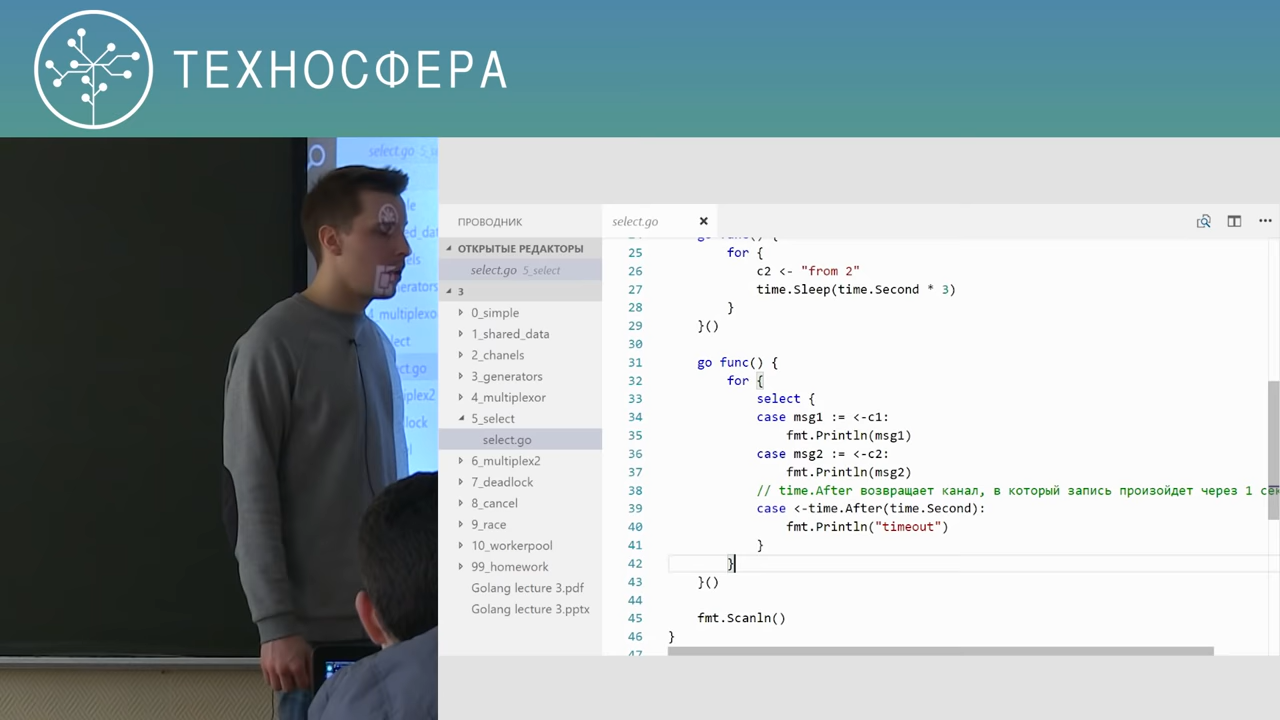 ТЕХНОСФЕРА
select.go
ПРОВОДНИК
select.go ×
ОТКРЫТЫЕ РЕДАКТОРЫ
select.go 5_select
3
0_simple
1_shared_data
2_chanels
3_generators
4_multiplexor
5_select
select.go
6_multiplex2
7_deadlock
8_cancel
9_race
10_workerpool
99_homework
Golang lecture 3.pdf
Golang lecture 3.pptx
25 for {
26 c2 <- "from 2"
27 time.Sleep(time.Second * 3)
28 }
29 }()
30
31 go func() {
32 for {
33 select {
34 case msg1 := <-c1:
35 fmt.Println(msg1)
36 case msg2 := <-c2:
37 fmt.Println(msg2)
38 // time.After возвращает канал, в который запись произойдет через 1 сек
39 case <-time.After(time.Second):
40 fmt.Println("timeout")
41 }
42 }
43 }()
44
45 fmt.Scanln()
46 }
47